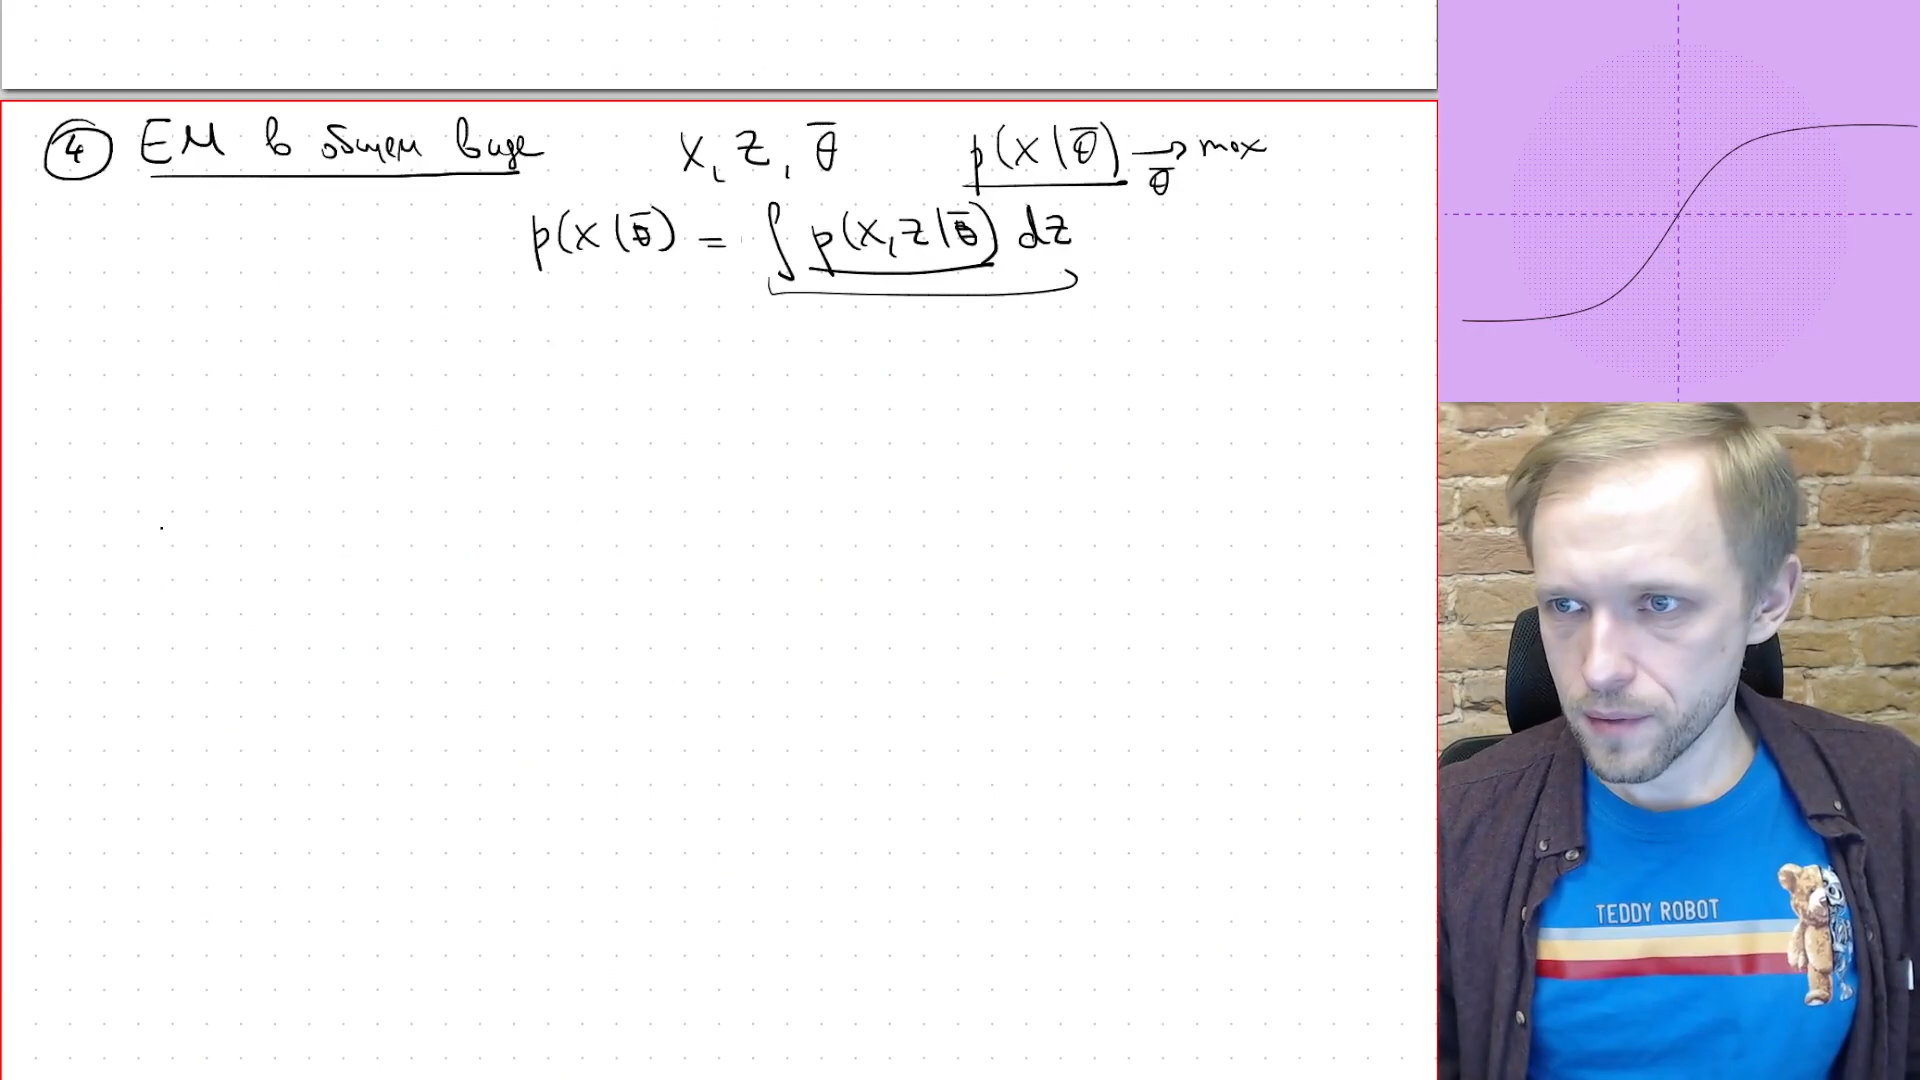 ④ EM в общем виде X, Z, θ̄ p(X|θ̄) → max
θ̄
p(X|θ̄) = ∫ p(X,Z|θ̄) dZ
TEDDY ROBOT